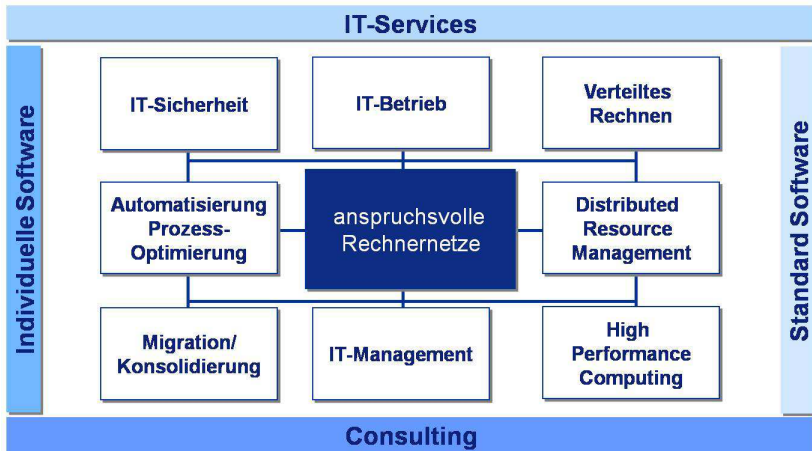 IT-Services
Individuelle Software
IT-Sicherheit
IT-Betrieb
Verteiltes
Rechnen
Automatisierung
Prozess-
Optimierung
anspruchsvolle
Rechnernetze
Distributed
Resource
Management
Migration/
Konsolidierung
IT-Management
High
Performance
Computing
Standard Software
Consulting